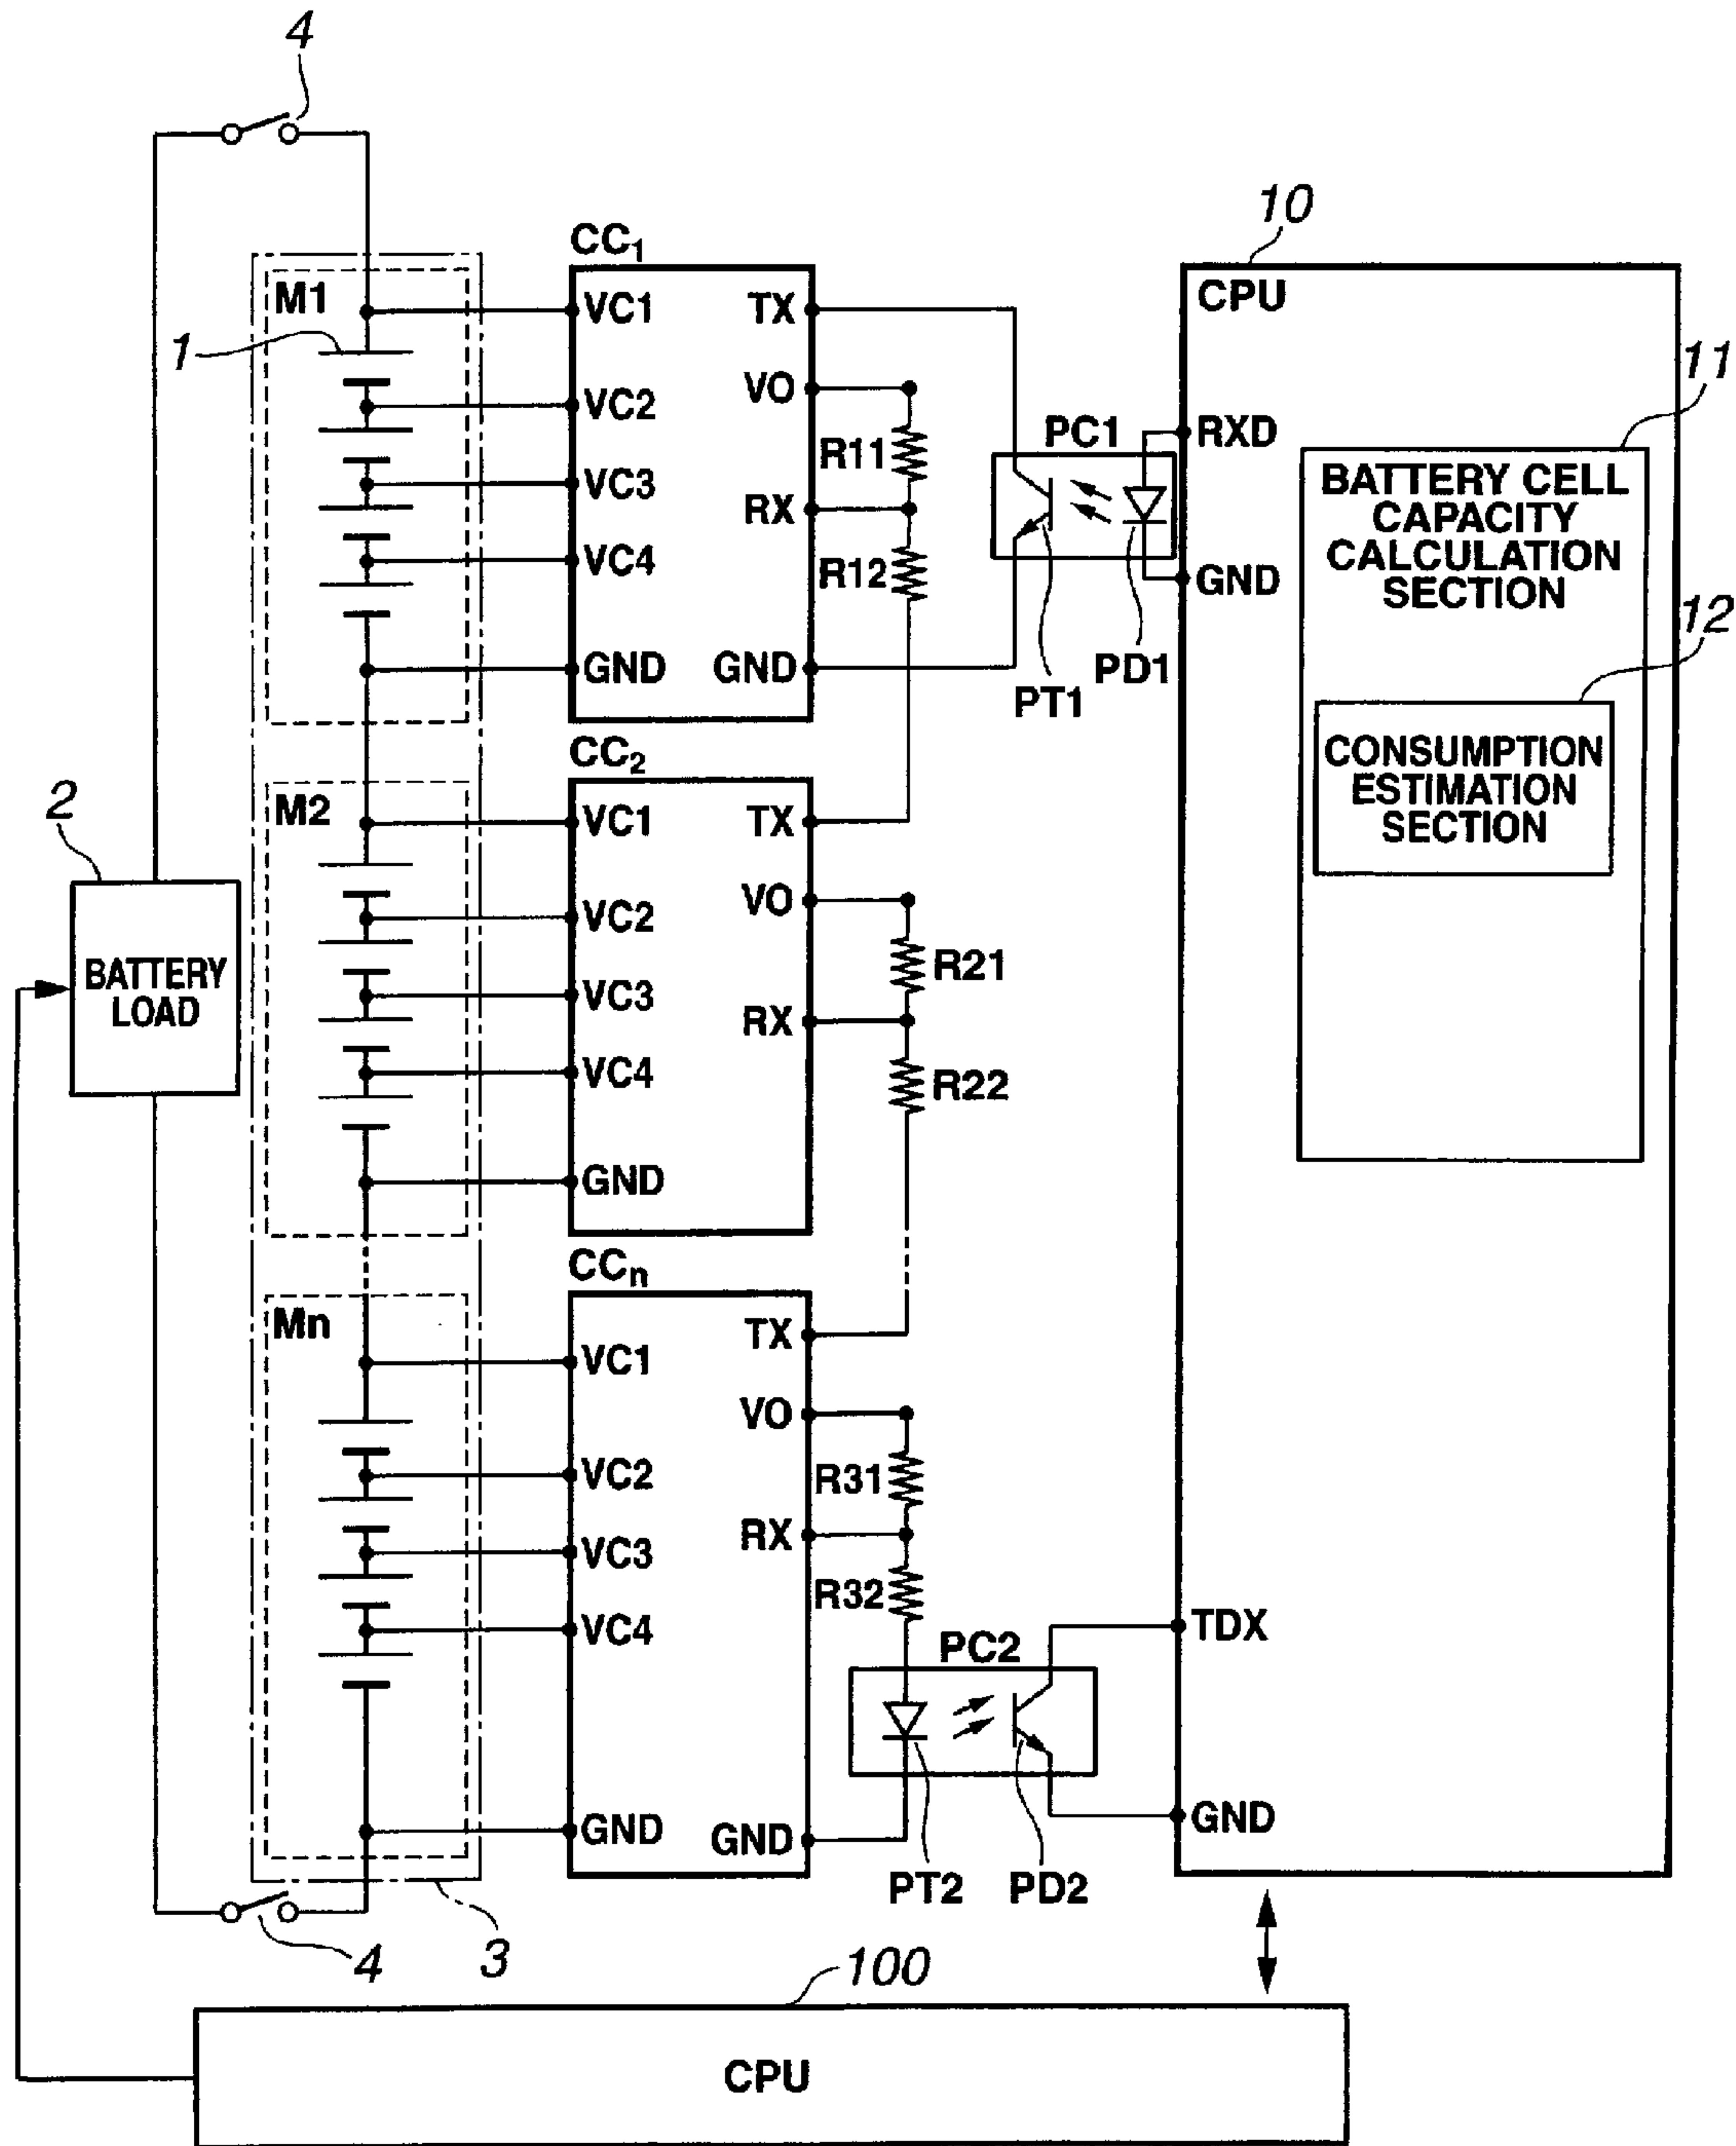 4
10
CC1
CPU
M1
VC1
TX
11
1
VO
VC2
PC1
RXD
R11
BATTERY CELL
CAPACITY
CALCULATION
SECTION
VC3
RX
R12
VC4
GND
12
GND
GND
PD1
PT1
CC2
CONSUMPTION
ESTIMATION
SECTION
2
M2
VC1
TX
VO
VC2
R21
BATTERY
LOAD
VC3
RX
VC4
R22
GND
CCn
Mn
TX
VC1
VO
VC2
R31
RX
VC3
R32
VC4
TDX
PC2
GND
GND
GND
PT2
PD2
4
3
100
CPU